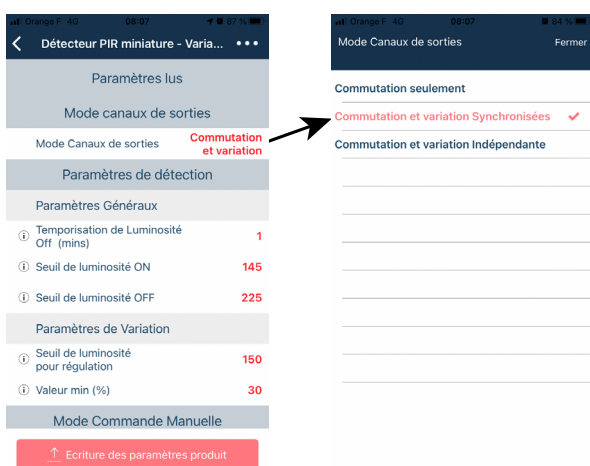 Orange F 4G 08:07 87 %
Détecteur PIR miniature - Varia...
Paramètres lus
Mode canaux de sorties
Mode Canaux de sorties
Commutation
et variation
Paramètres de détection
Paramètres Généraux
Temporisation de Luminosité
Off (mins)
1
Seuil de luminosité ON 145
Seuil de luminosité OFF 225
Paramètres de Variation
Seuil de luminosité
pour régulation
150
Valeur min (%) 30
Mode Commande Manuelle
Ecriture des paramètres produit
Orange F 4G 08:07 84 %
Mode Canaux de sorties Fermer
Commutation seulement
Commutation et variation Synchronisées
Commutation et variation Indépendante